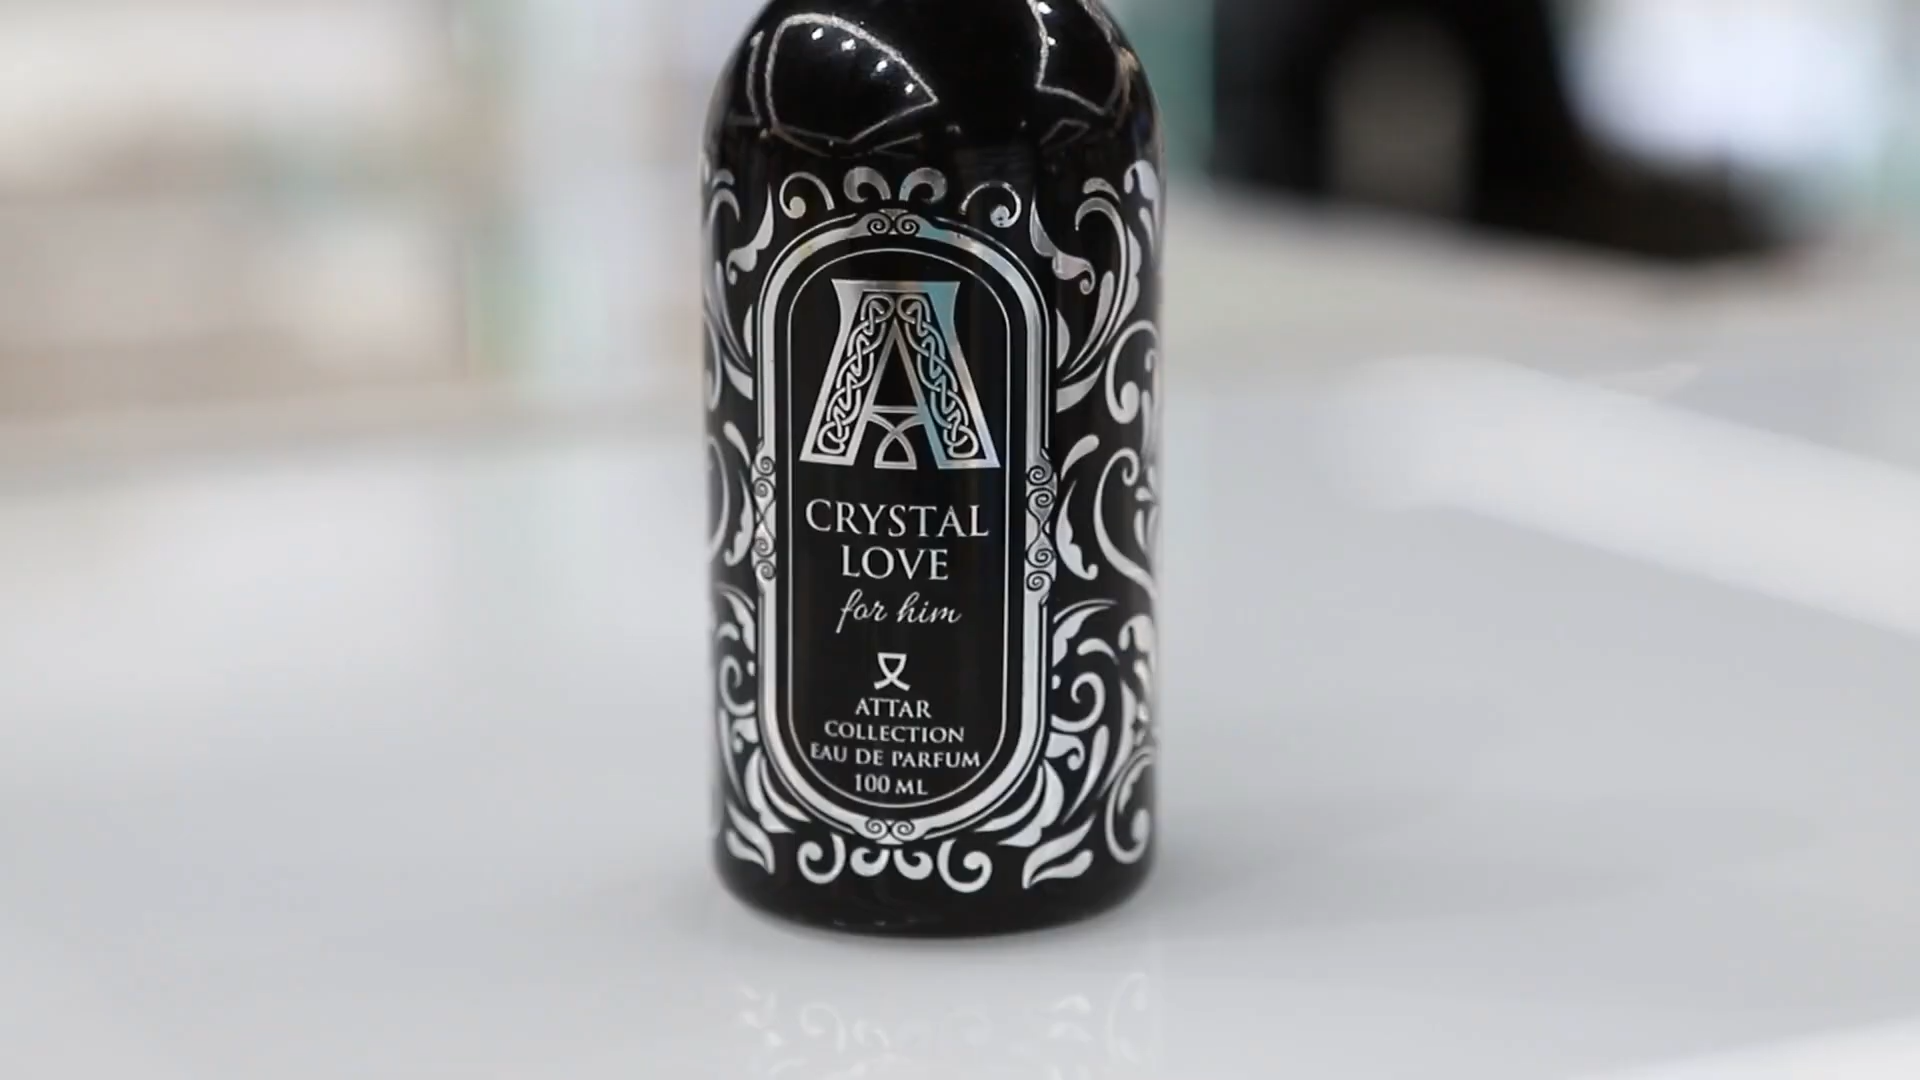 A
CRYSTAL
LOVE
for him
ATTAR
COLLECTION
EAU DE PARFUM
100 ML